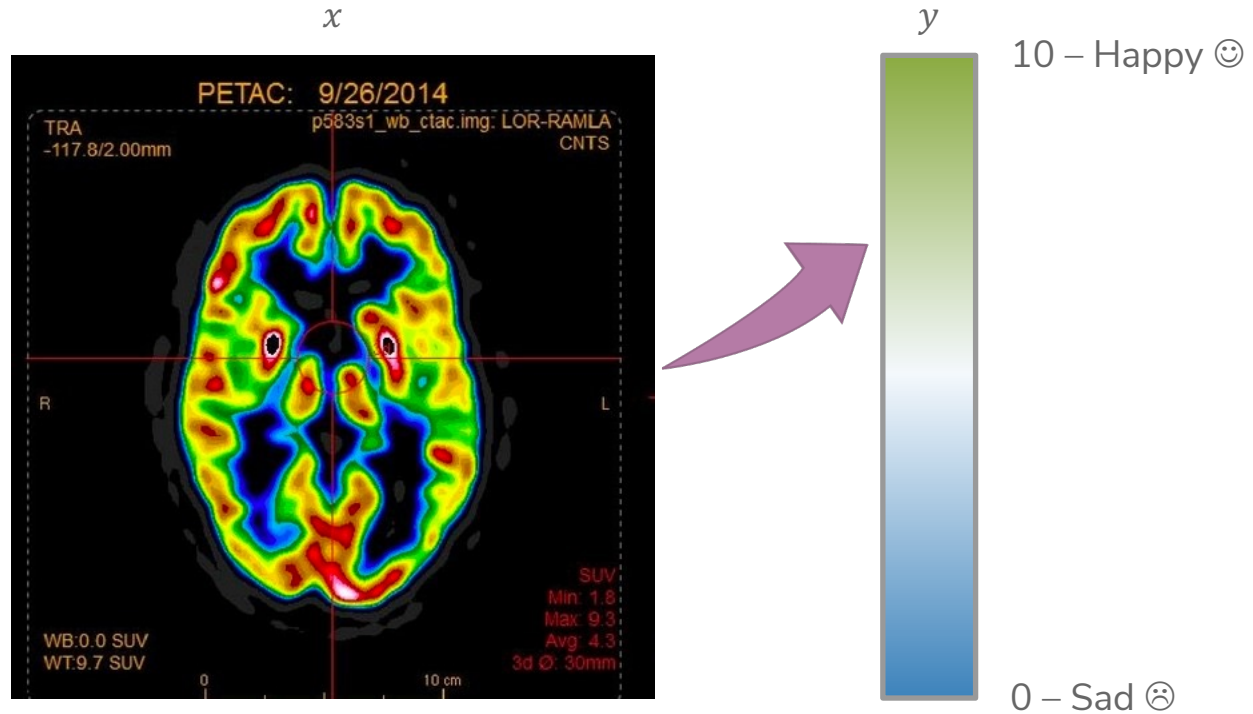 x
y
10 – Happy ☺
PETAC: 9/26/2014
TRA
-117.8/2.00mm
p583s1_wb_ctac.img: LOR-RAMLA
CNTS
R
L
SUV
Min: 1.8
Max: 9.3
Avg: 4.3
3d Ø: 30mm
WB:0.0 SUV
WT:9.7 SUV
0
10 cm
0 – Sad ☹